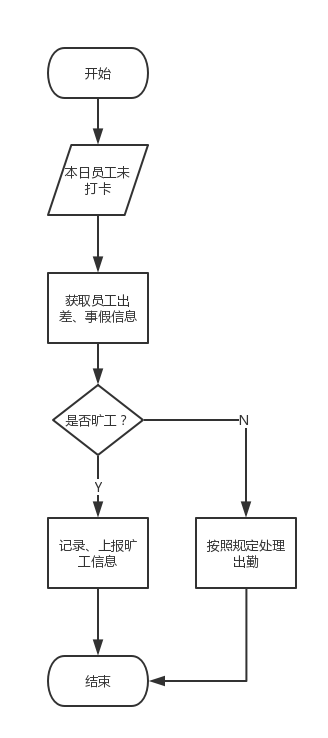 开始
本日员工未
打卡
获取员工出
差、事假信息
是否旷工？
N
Y
记录、上报旷
工信息
按照规定处理
出勤
结束